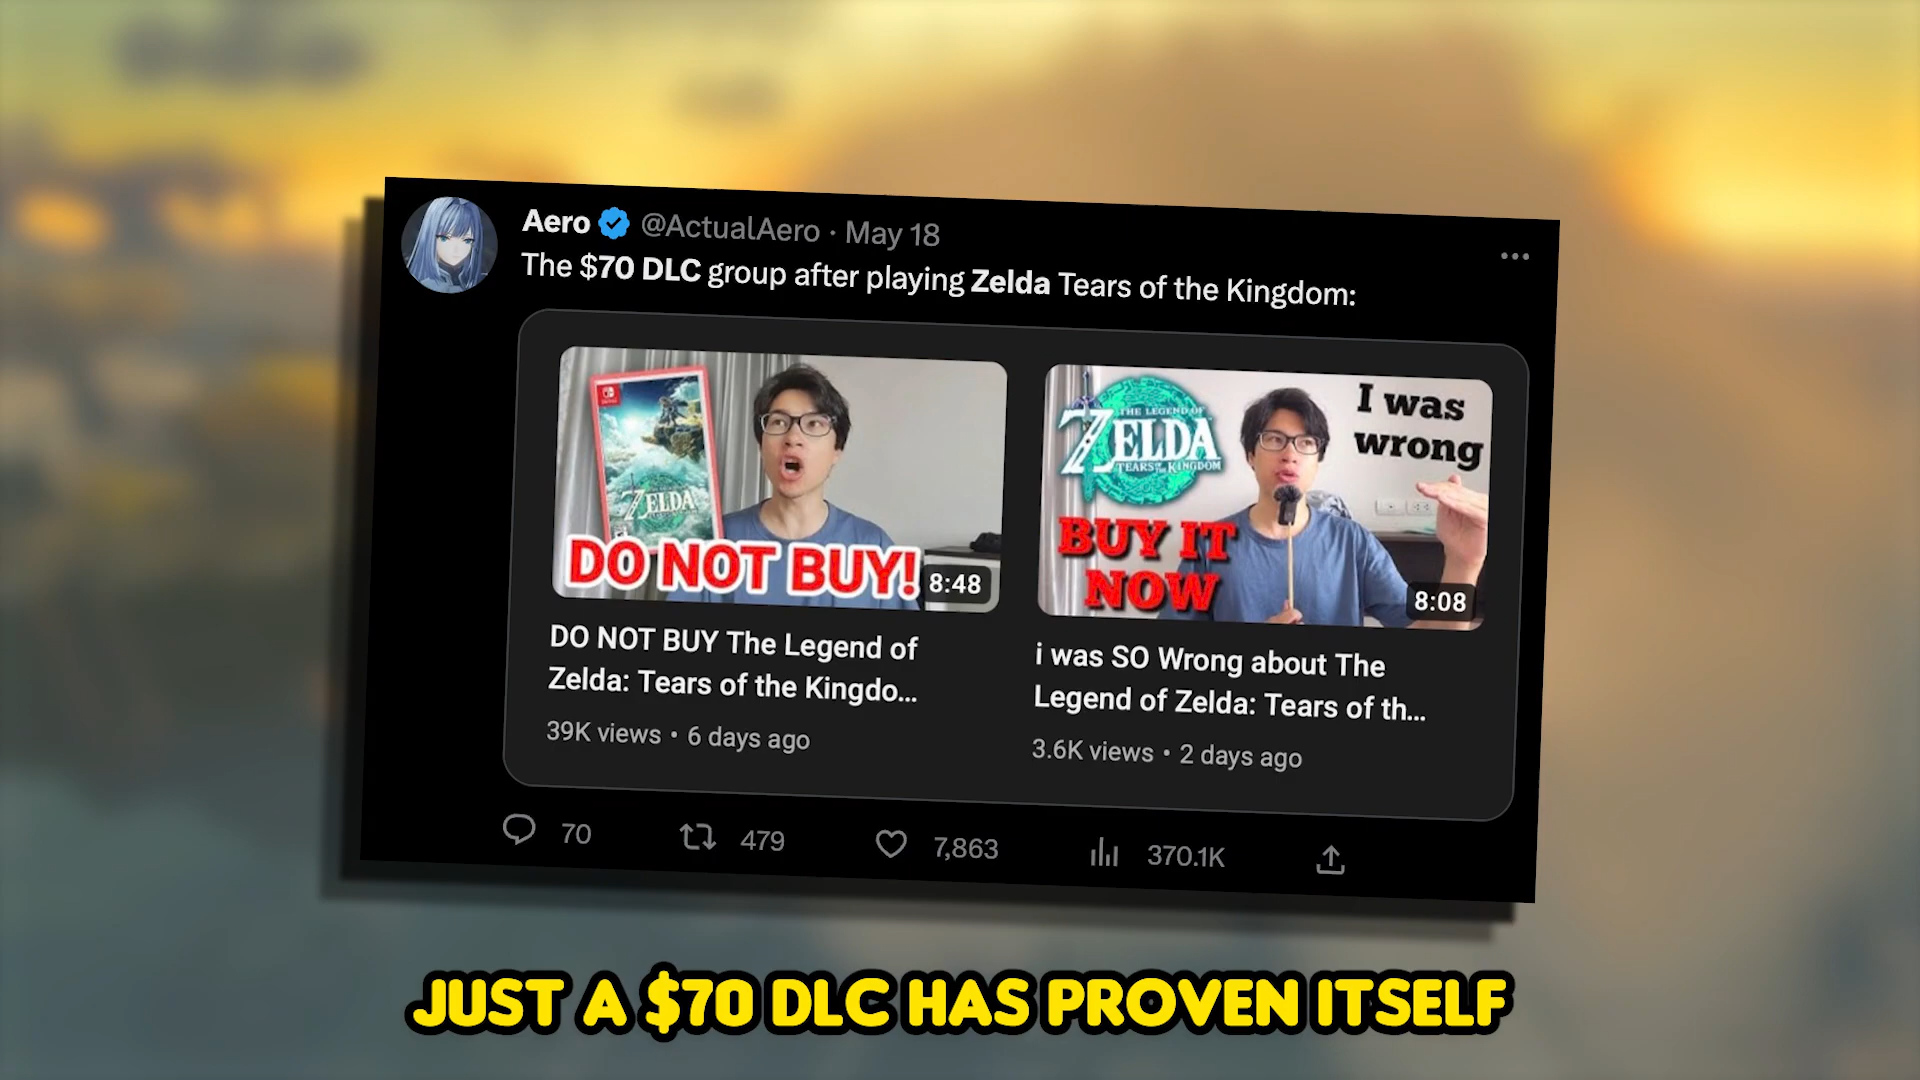 Aero @ActualAero · May 18
The $70 DLC group after playing Zelda Tears of the Kingdom:
ZELDA
DO NOT BUY!
8:48
THE LEGEND OF
ZELDA
TEARS OF THE KINGDOM
I was
wrong
BUY IT
NOW
8:08
DO NOT BUY The Legend of
Zelda: Tears of the Kingdo...
39K views • 6 days ago
i was SO Wrong about The
Legend of Zelda: Tears of th...
3.6K views • 2 days ago
70 479 7,863 370.1K
JUST A $70 DLC HAS PROVEN ITSELF